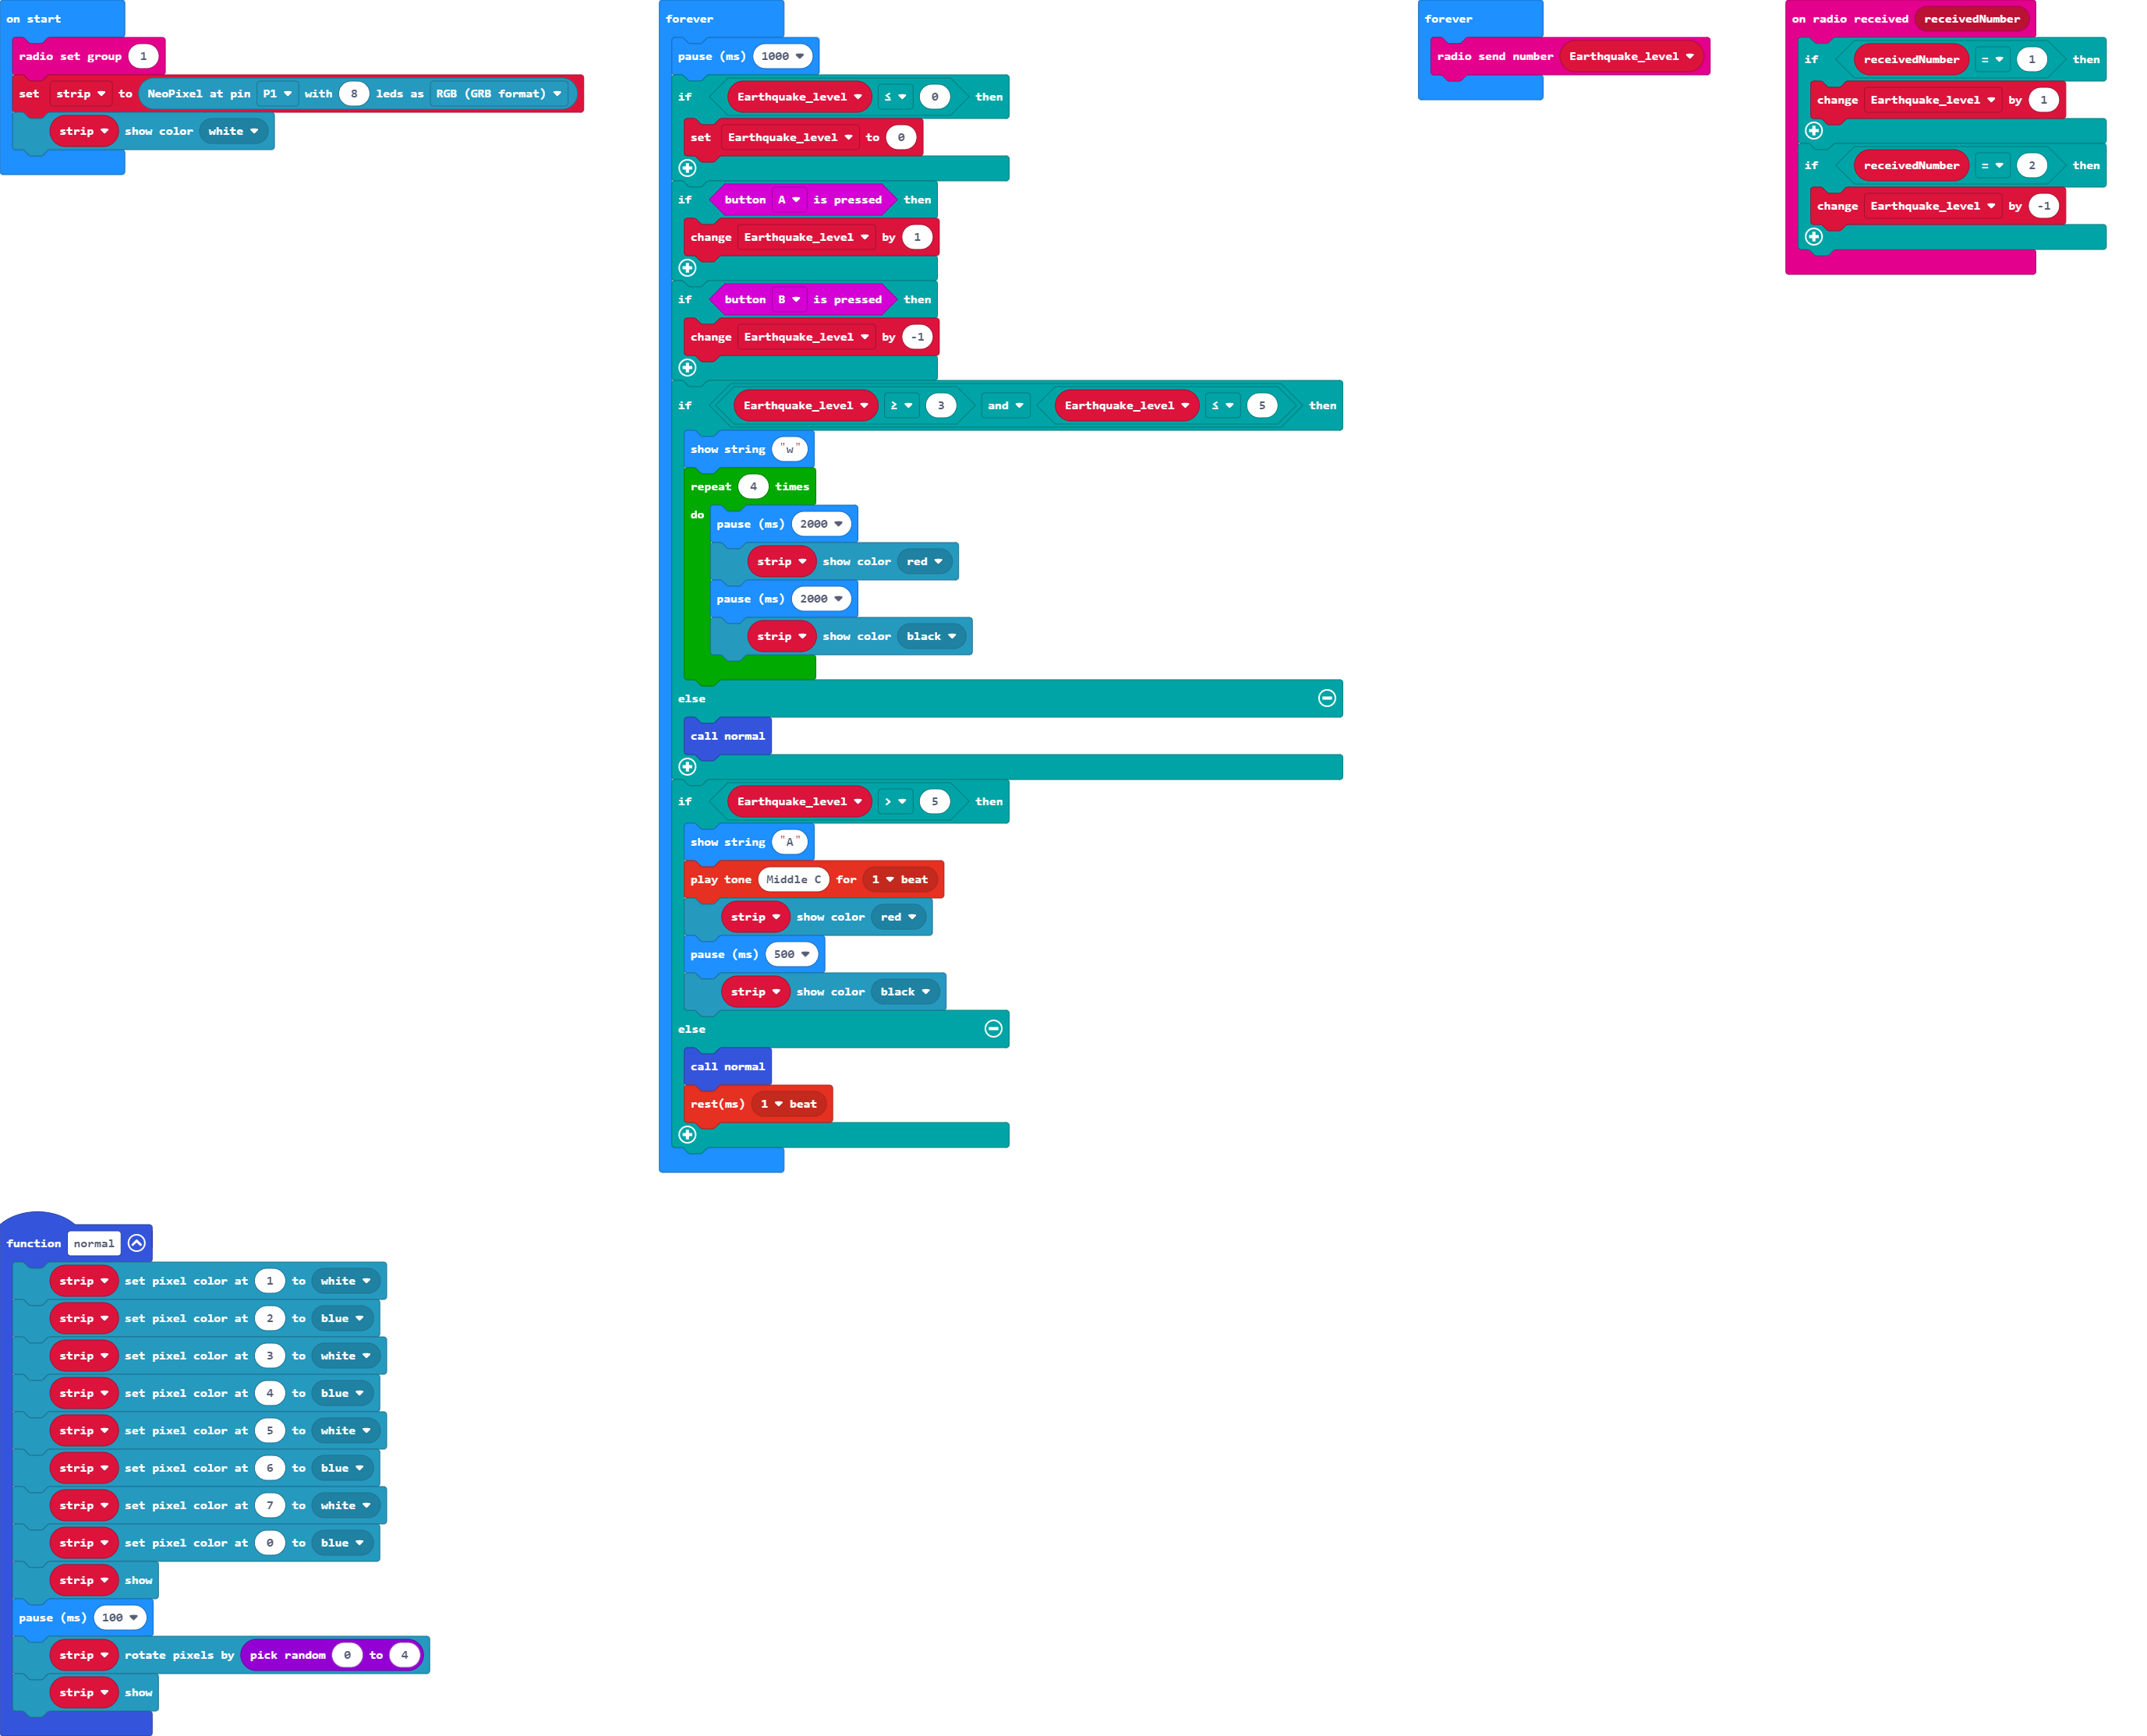 on start
radio set group 1
set strip to NeoPixel at pin P1 with 8 leds as RGB (GRB format)
strip show color white
forever
pause (ms) 1000
if Earthquake_level ≤ 0 then
set Earthquake_level to 0
if button A is pressed then
change Earthquake_level by 1
if button B is pressed then
change Earthquake_level by -1
if Earthquake_level ≥ 3 and Earthquake_level ≤ 5 then
show string "w"
repeat 4 times
do pause (ms) 2000
strip show color red
pause (ms) 2000
strip show color black
else
call normal
if Earthquake_level > 5 then
show string "A"
play tone Middle C for 1 beat
strip show color red
pause (ms) 500
strip show color black
else
call normal
rest(ms) 1 beat
forever
radio send number Earthquake_level
on radio received receivedNumber
if receivedNumber = 1 then
change Earthquake_level by 1
if receivedNumber = 2 then
change Earthquake_level by -1
function normal
strip set pixel color at 1 to white
strip set pixel color at 2 to blue
strip set pixel color at 3 to white
strip set pixel color at 4 to blue
strip set pixel color at 5 to white
strip set pixel color at 6 to blue
strip set pixel color at 7 to white
strip set pixel color at 0 to blue
strip show
pause (ms) 100
strip rotate pixels by pick random 0 to 4
strip show